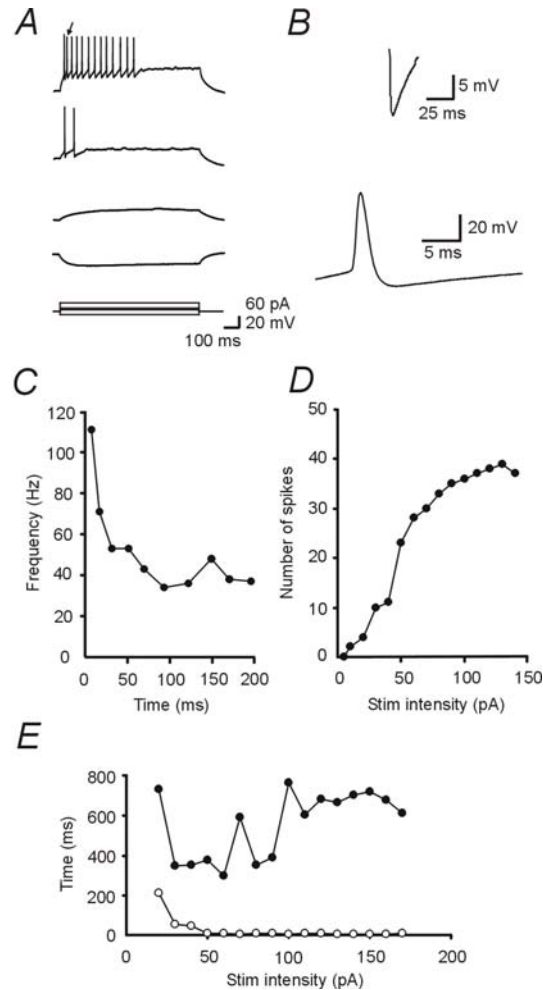 A
60 pA
20 mV
100 ms
B
5 mV
25 ms
20 mV
5 ms
C
120
100
80
60
40
20
0
Frequency (Hz)
0 50 100 150 200
Time (ms)
D
50
40
30
20
10
0
Number of spikes
0 50 100 150
Stim intensity (pA)
E
800
600
400
200
0
Time (ms)
0 50 100 150 200
Stim intensity (pA)